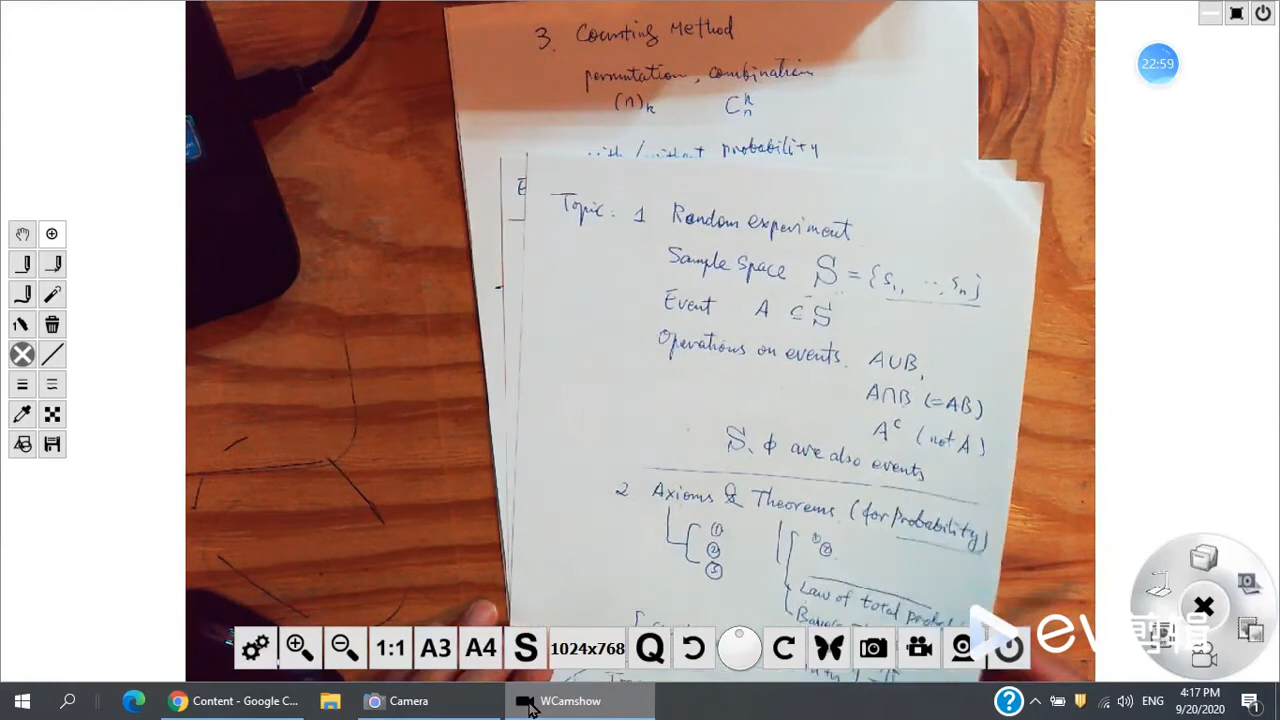 3. Counting Method
permutation, combination
(n)k Cnk
with/without probability
E
Topic: 1 Random experiment
Sample Space S = {s1, ..., sn}
Event A ⊆ S
Operations on events. A∪B,
A∩B (=AB)
Ac (not A)
S, ϕ are also events
2 Axioms & Theorems (for probability)
① ① ②
②
③
Law of total
22:59
1:1 A3 A4 S 1024x768 Q
Content - Google C...
Camera
WCamshow
ENG
4:17 PM
9/20/2020